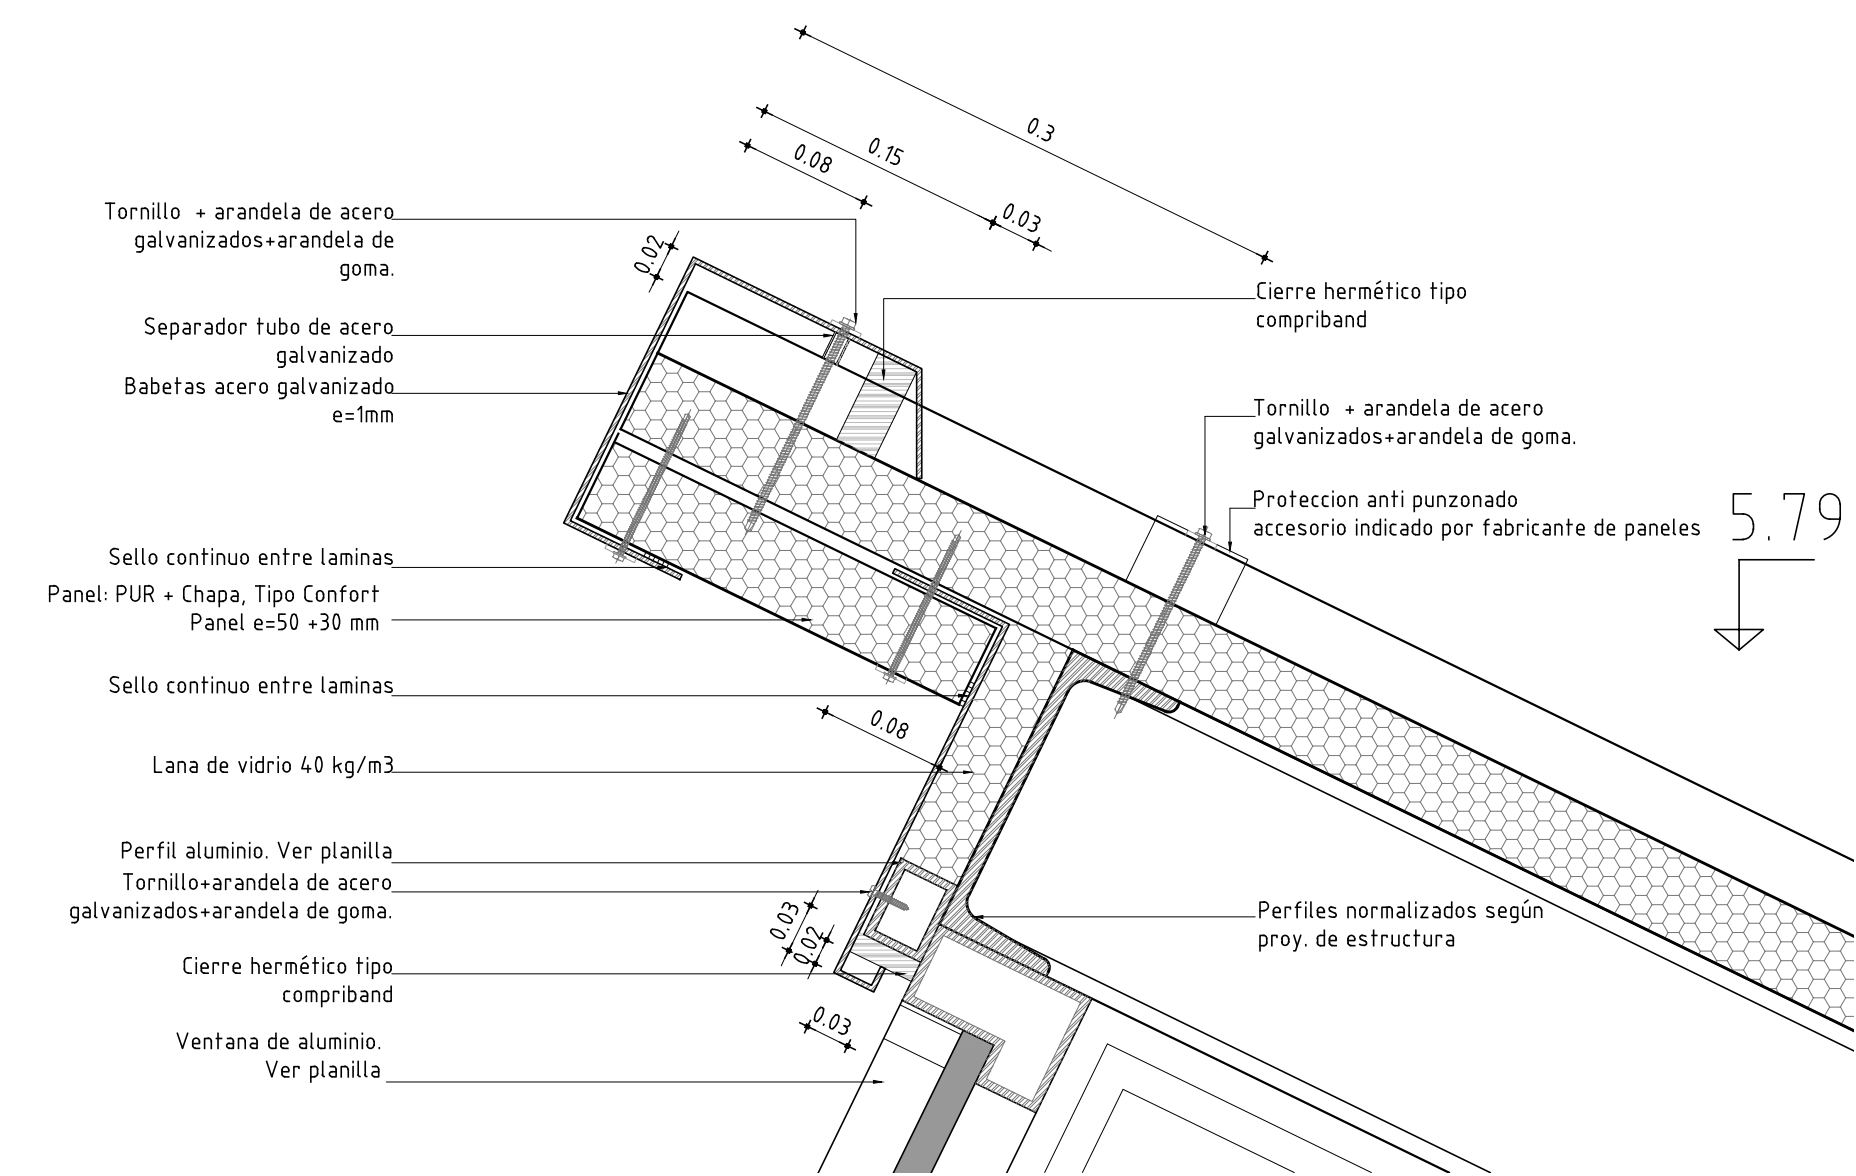 0.3
0.15
0.08
0.03
0.02
Tornillo + arandela de acero
galvanizados+arandela de
goma.
Separador tubo de acero
galvanizado
Babetas acero galvanizado
e=1mm
Cierre hermético tipo
compriband
Tornillo + arandela de acero
galvanizados+arandela de goma.
Proteccion anti punzonado
accesorio indicado por fabricante de paneles
5.79
Sello continuo entre laminas
Panel: PUR + Chapa, Tipo Confort
Panel e=50 +30 mm
Sello continuo entre laminas
0.08
Lana de vidrio 40 kg/m3
Perfil aluminio. Ver planilla
Tornillo+arandela de acero
galvanizados+arandela de goma.
0.03
0.02
Perfiles normalizados según
proy. de estructura
Cierre hermético tipo
compriband
0.03
Ventana de aluminio.
Ver planilla